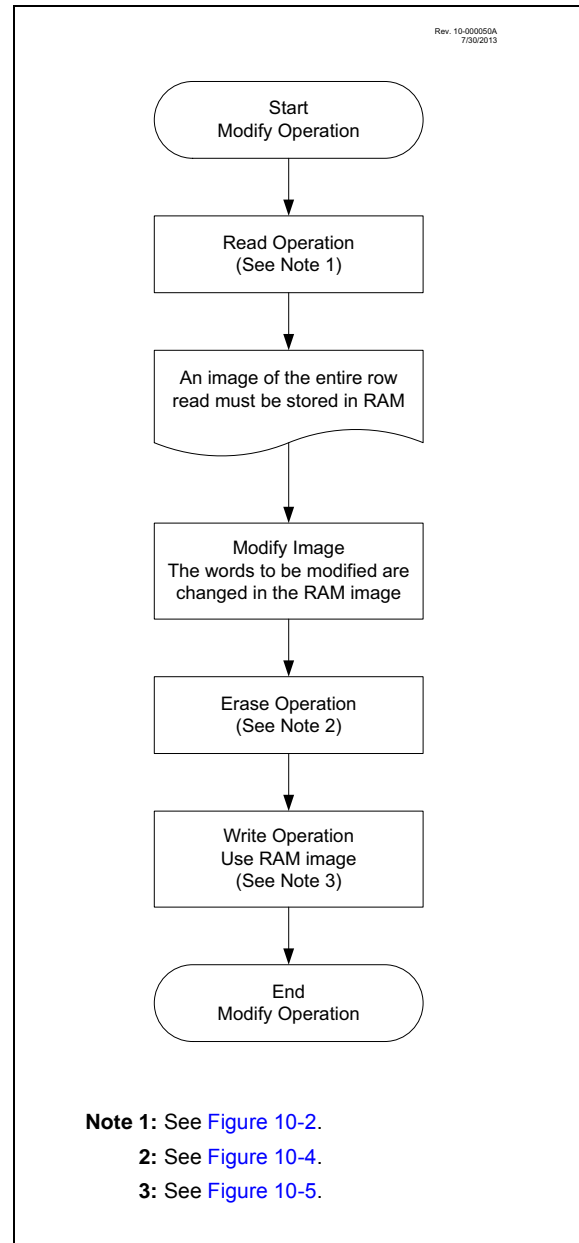 Rev. 10-000050A
7/30/2013
Start
Modify Operation
Read Operation
(See Note 1)
An image of the entire row
read must be stored in RAM
Modify Image
The words to be modified are
changed in the RAM image
Erase Operation
(See Note 2)
Write Operation
Use RAM image
(See Note 3)
End
Modify Operation
Note 1: See Figure 10-2.
2: See Figure 10-4.
3: See Figure 10-5.